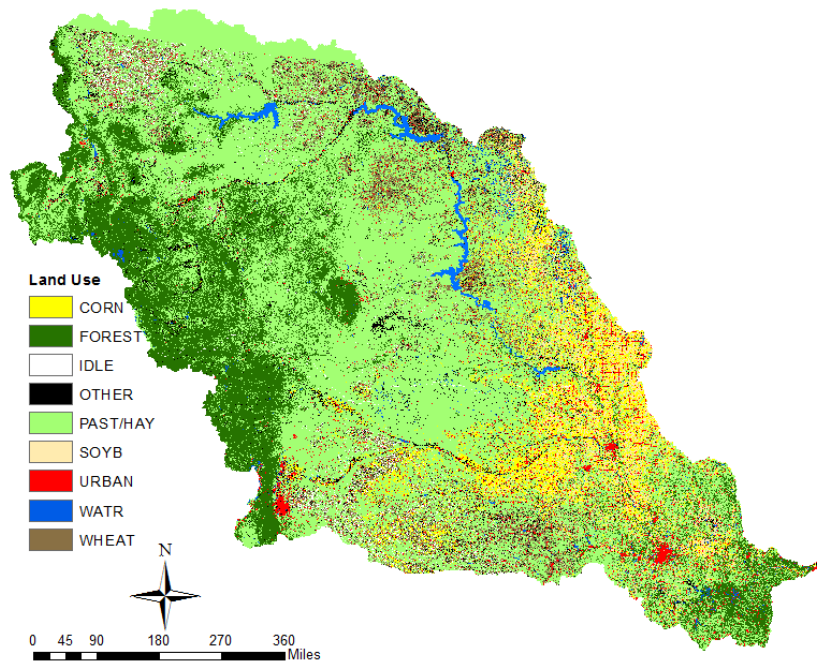 Land Use
CORN
FOREST
IDLE
OTHER
PAST/HAY
SOYB
URBAN
WATR
WHEAT
N
0 45 90 180 270 360
Miles